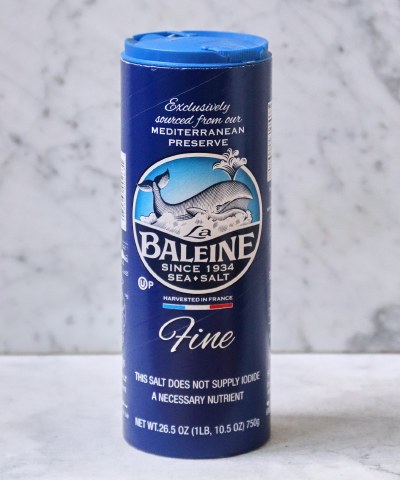 Exclusively
sourced from our
MEDITERRANEAN
PRESERVE
La
BALEINE
SINCE 1934
SEA SALT
UP
HARVESTED IN FRANCE
Fine
THIS SALT DOES NOT SUPPLY IODIDE
A NECESSARY NUTRIENT
NET WT.26.5 OZ (1LB, 10.5 OZ) 750g